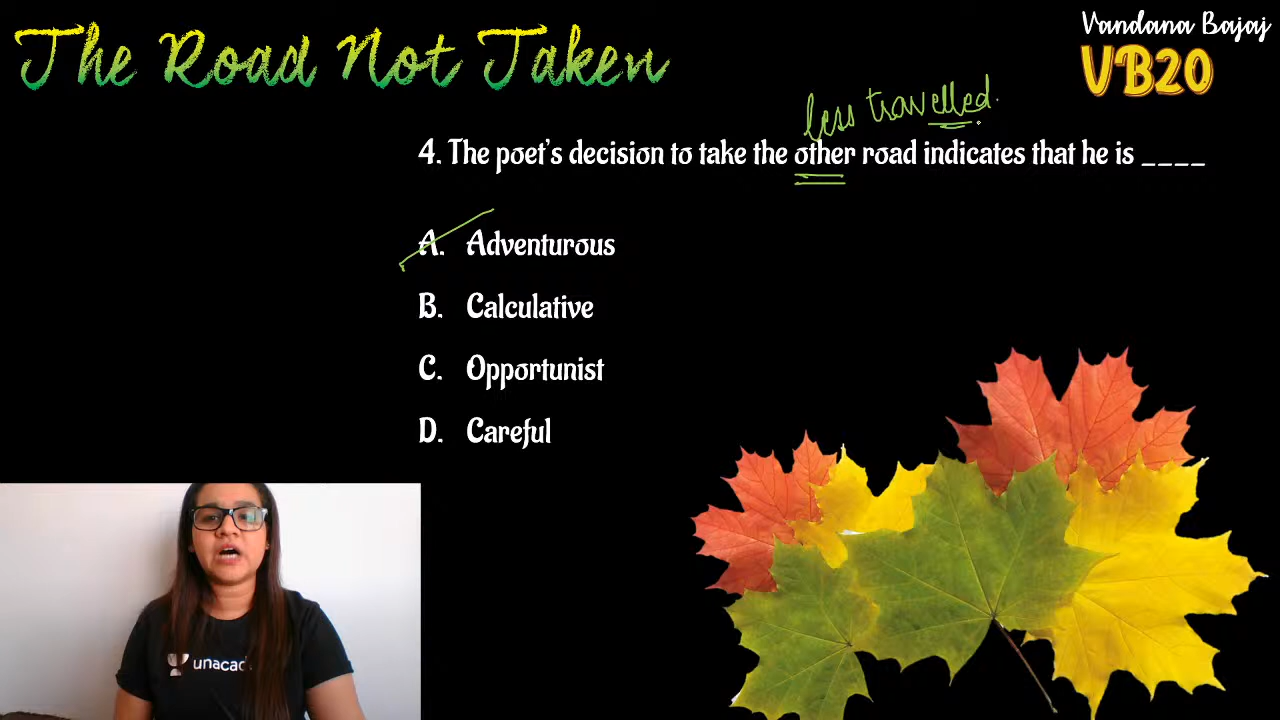 The Road Not Taken
Vandana Bajaj
VB20
less travelled.
4. The poet's decision to take the other road indicates that he is ____
A. Adventurous
B. Calculative
C. Opportunist
D. Careful
unacad